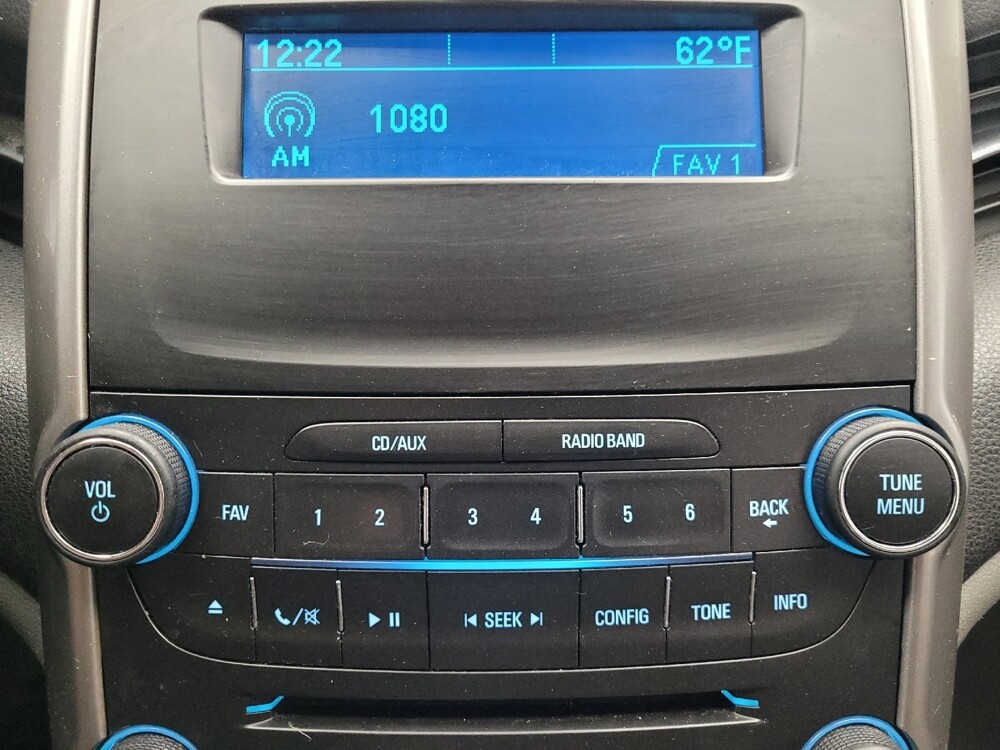 12:22 62°F
1080
AM
FAV 1
CD/AUX RADIO BAND
VOL
FAV 1 2 3 4 5 6 BACK
TUNE
MENU
SEEK CONFIG TONE INFO